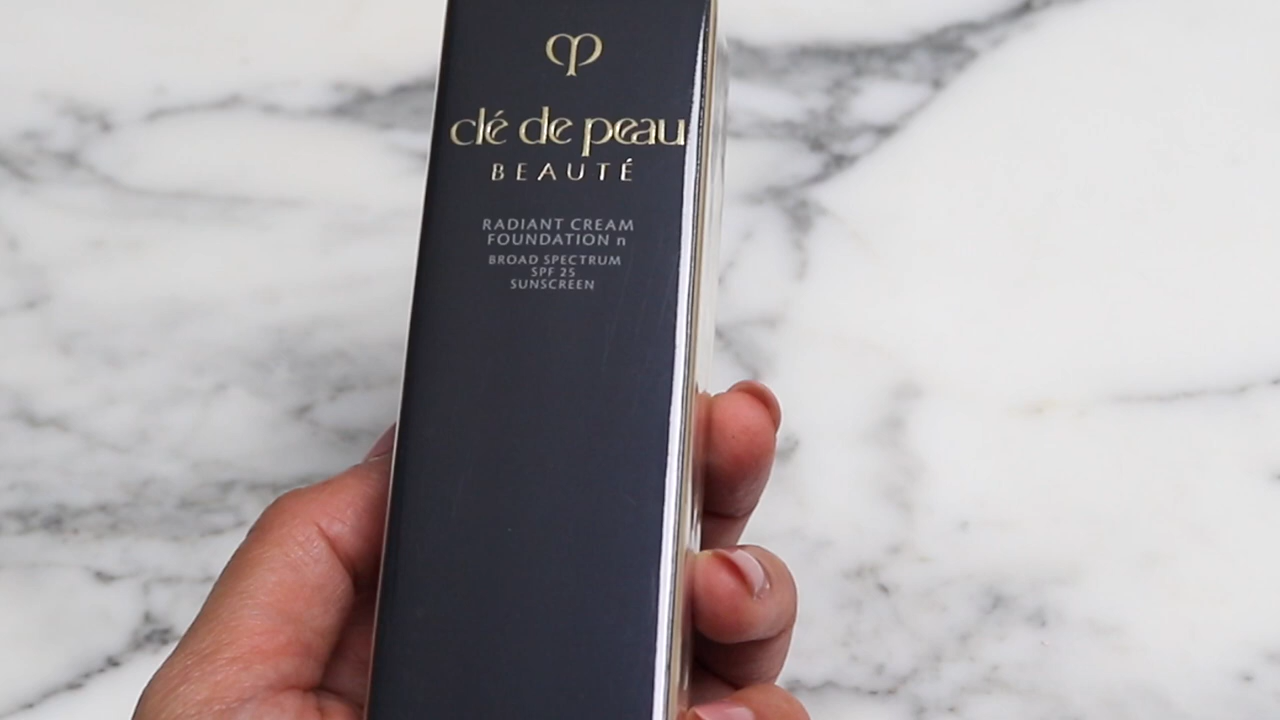 clé de peau
BEAUTÉ
RADIANT CREAM
FOUNDATION n
BROAD SPECTRUM
SPF 25
SUNSCREEN